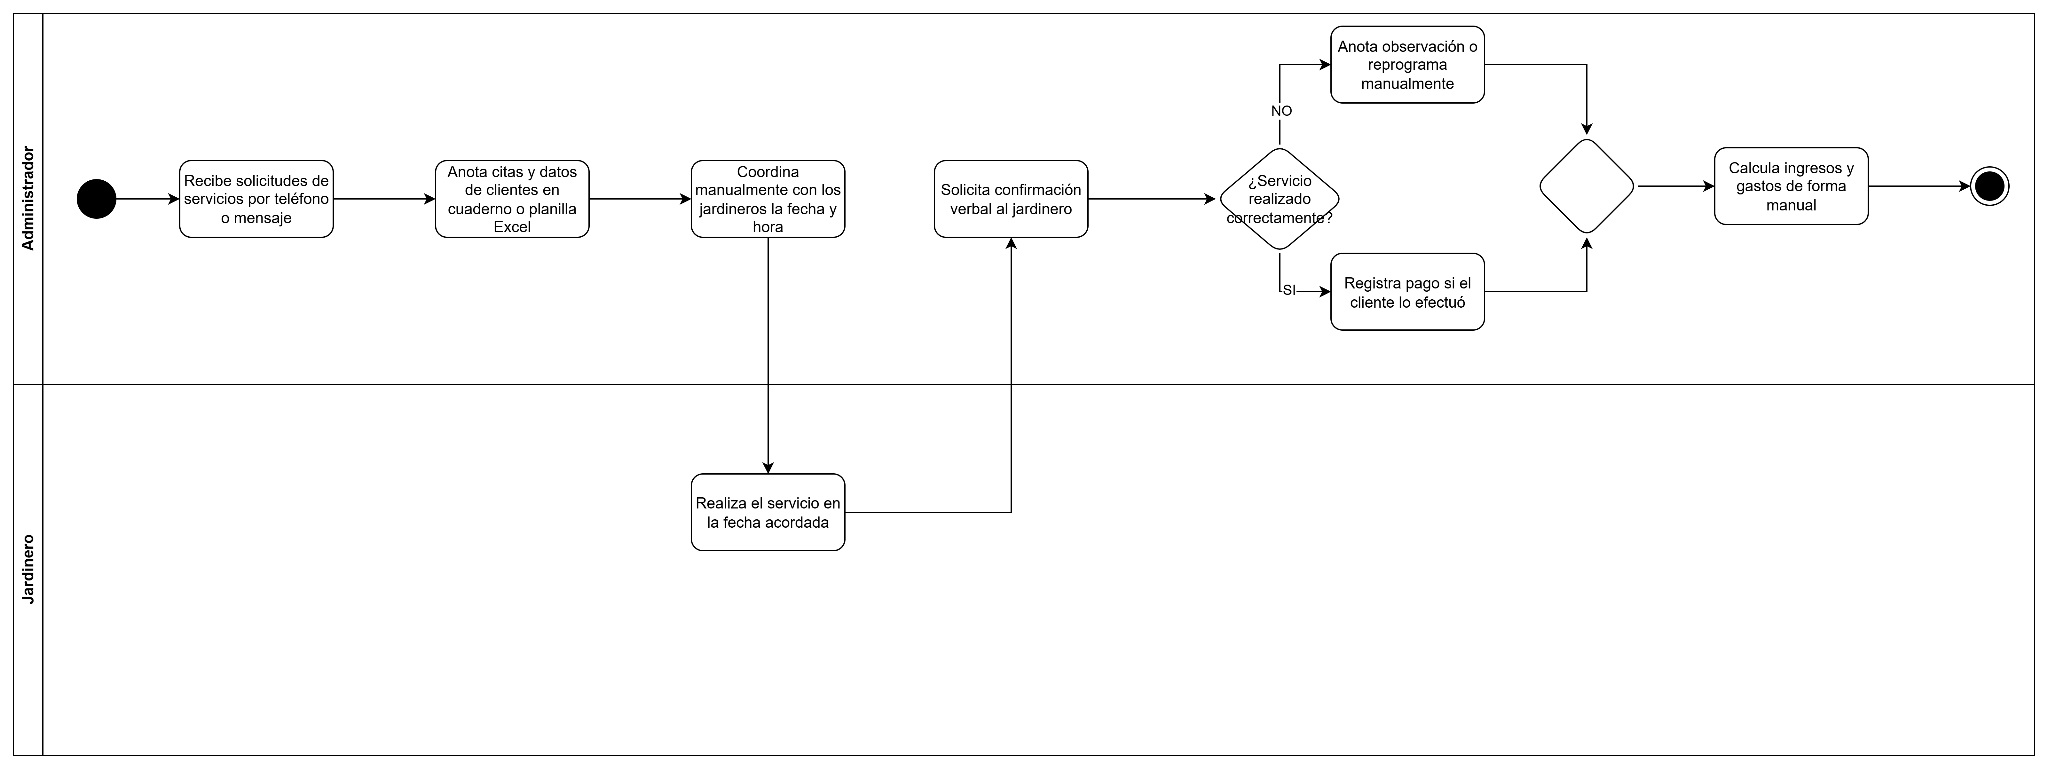 Administrador
Recibe solicitudes de
servicios por teléfono
o mensaje
Anota citas y datos
de clientes en
cuaderno o planilla
Excel
Coordina
manualmente con los
jardineros la fecha y
hora
Solicita confirmación
verbal al jardinero
¿Servicio
realizado
correctamente?
NO
Anota observación o
reprograma
manualmente
SI
Registra pago si el
cliente lo efectuó
Calcula ingresos y
gastos de forma
manual
Jardinero
Realiza el servicio en
la fecha acordada